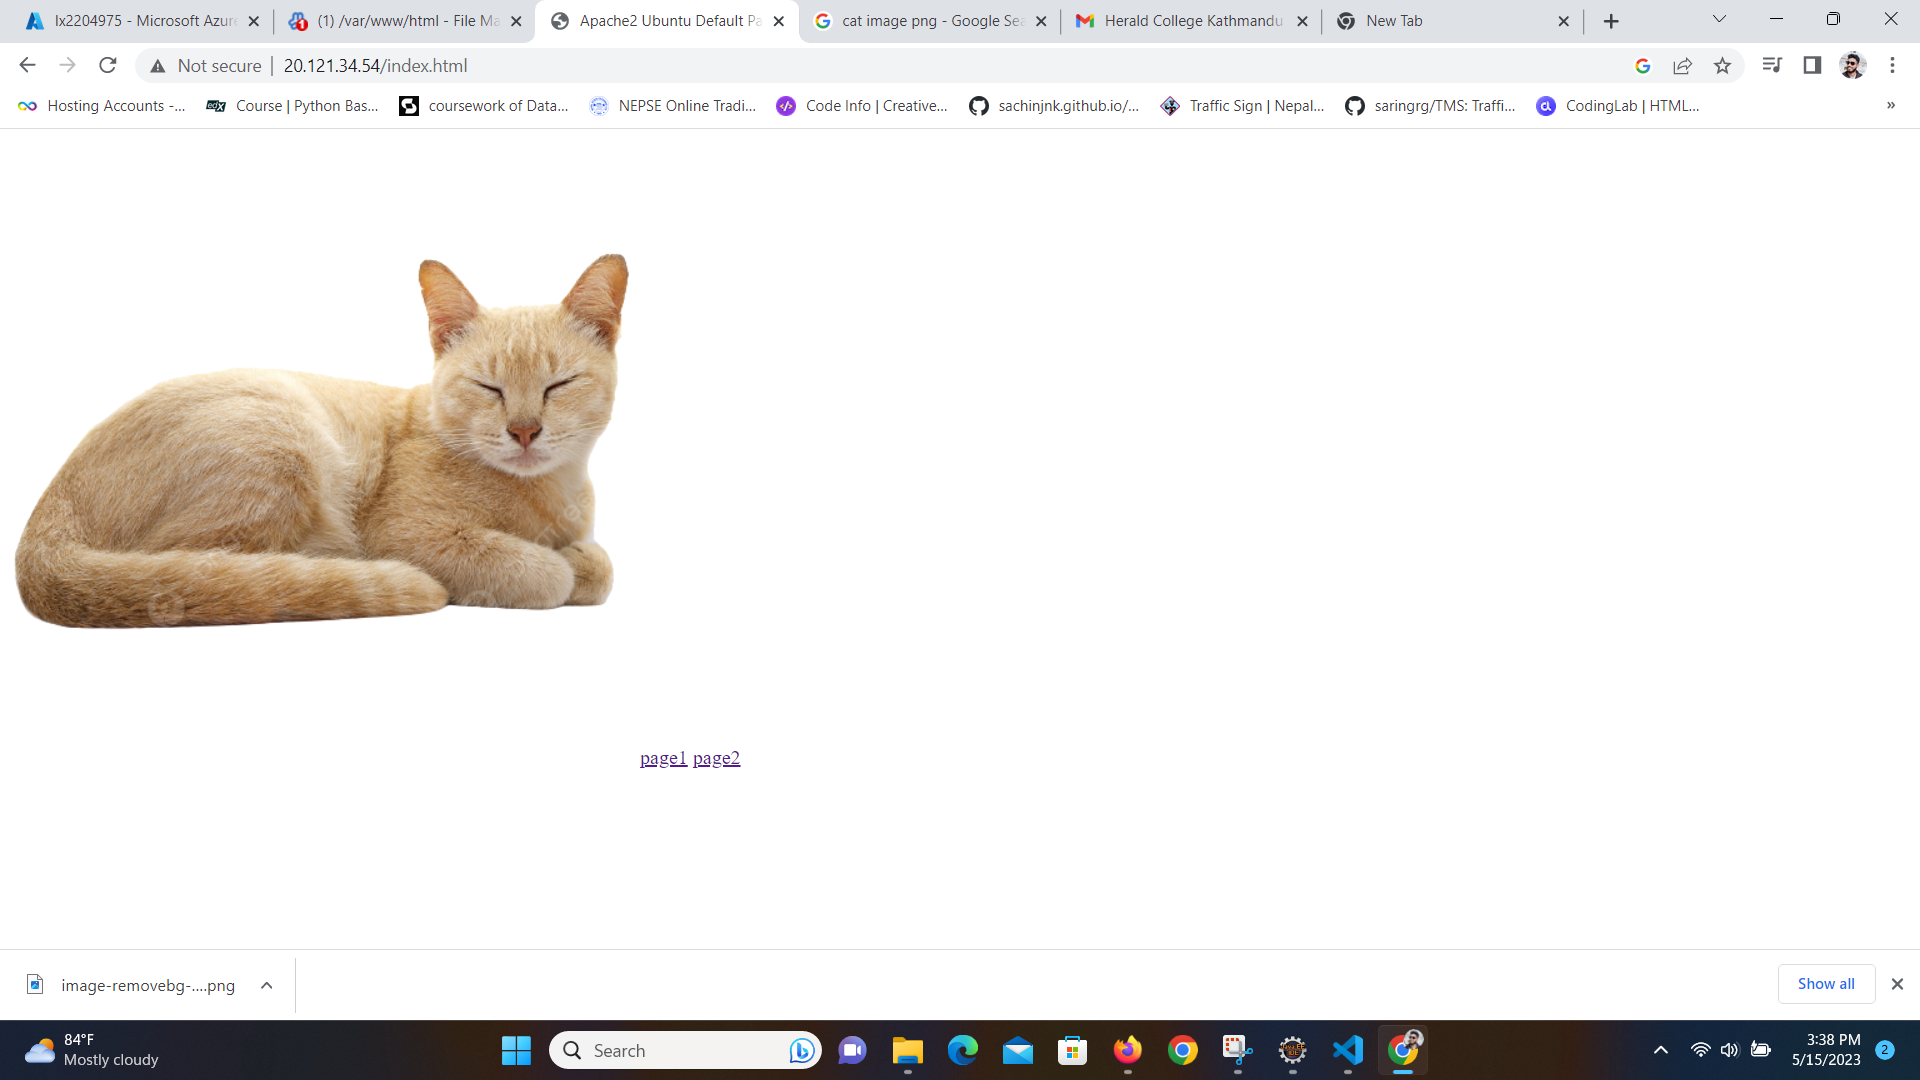 lx2204975 - Microsoft Azur
(1) /var/www/html - File Ma
Apache2 Ubuntu Default Pa
cat image png - Google Sea
Herald College Kathmandu
New Tab
Not secure | 20.121.34.54/index.html
Hosting Accounts -...
Course | Python Bas...
coursework of Data...
NEPSE Online Tradi...
Code Info | Creative...
sachinjnk.github.io/...
Traffic Sign | Nepal...
saringrg/TMS: Traffi...
CodingLab | HTML...
page1 page2
image-removebg-....png
Show all
84°F
Mostly cloudy
Search
3:38 PM
5/15/2023
2